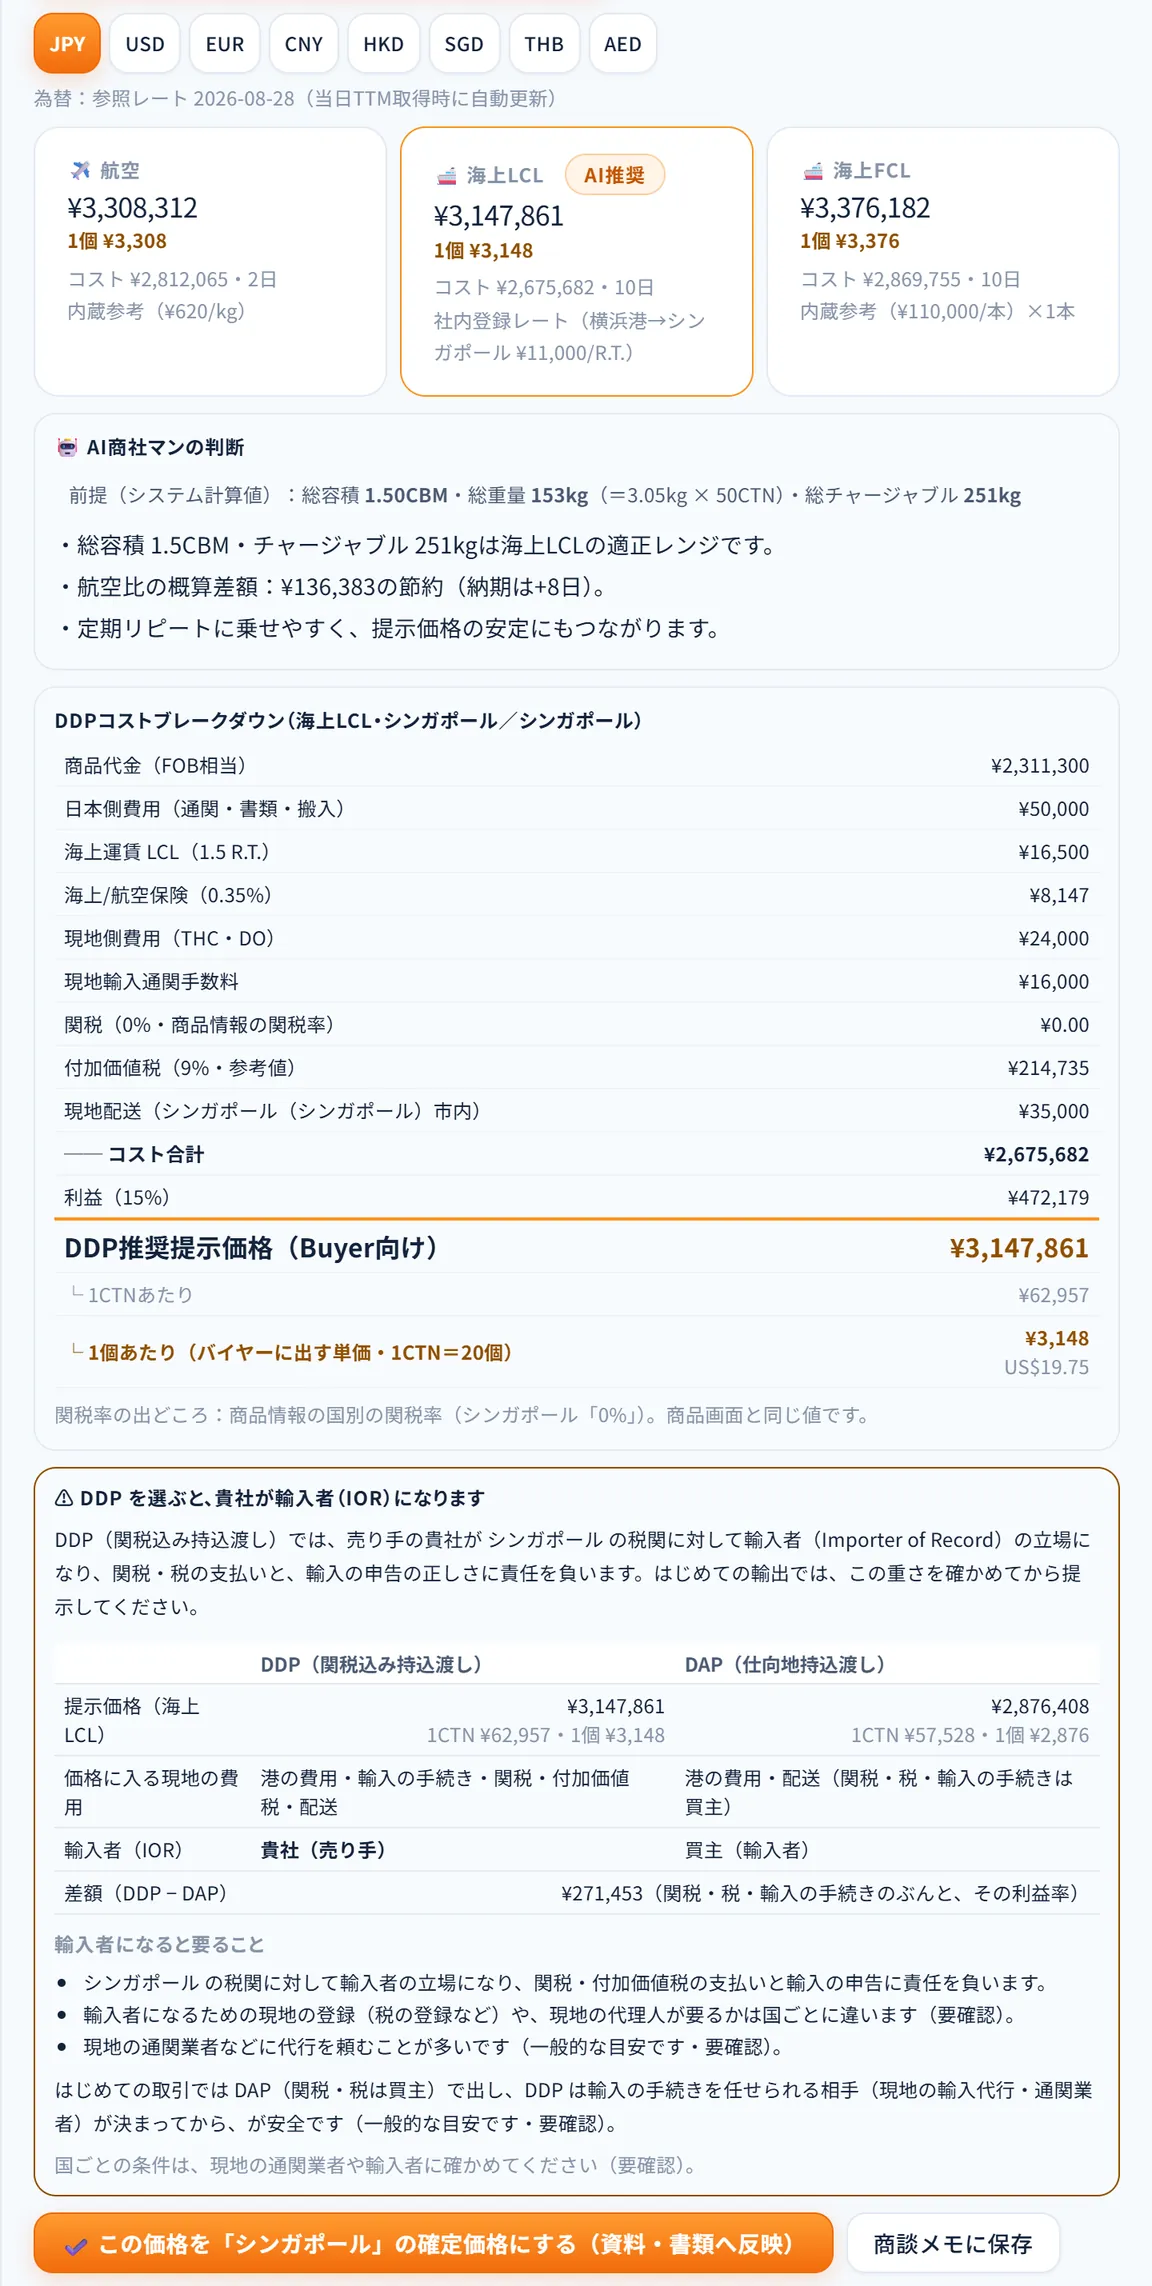 JPY USD EUR CNY HKD SGD THB AED
為替：参照レート 2026-08-28（当日TTM取得時に自動更新）
航空
¥3,308,312
1個 ¥3,308
コスト ¥2,812,065・2日
内蔵参考（¥620/kg）
海上LCL AI推奨
¥3,147,861
1個 ¥3,148
コスト ¥2,675,682・10日
社内登録レート（横浜港→シン
ガポール ¥11,000/R.T.）
海上FCL
¥3,376,182
1個 ¥3,376
コスト ¥2,869,755・10日
内蔵参考（¥110,000/本）×1本
AI商社マンの判断
前提（システム計算値）：総容積 1.50CBM・総重量 153kg（＝3.05kg × 50CTN）・総チャージャブル 251kg
・総容積 1.5CBM・チャージャブル 251kgは海上LCLの適正レンジです。
・航空比の概算差額：¥136,383の節約（納期は+8日）。
・定期リピートに乗せやすく、提示価格の安定にもつながります。
DDPコストブレークダウン（海上LCL・シンガポール／シンガポール）
商品代金（FOB相当） ¥2,311,300
日本側費用（通関・書類・搬入） ¥50,000
海上運賃 LCL（1.5 R.T.） ¥16,500
海上/航空保険（0.35%） ¥8,147
現地側費用（THC・DO） ¥24,000
現地輸入通関手数料 ¥16,000
関税（0%・商品情報の関税率） ¥0.00
付加価値税（9%・参考値） ¥214,735
現地配送（シンガポール（シンガポール）市内） ¥35,000
── コスト合計 ¥2,675,682
利益（15%） ¥472,179
DDP推奨提示価格（Buyer向け） ¥3,147,861
└ 1CTNあたり ¥62,957
└ 1個あたり（バイヤーに出す単価・1CTN＝20個） ¥3,148
US$19.75
関税率の出どころ：商品情報の国別の関税率（シンガポール「0%」）。商品画面と同じ値です。
⚠ DDP を選ぶと、貴社が輸入者（IOR）になります
DDP（関税込み持込渡し）では、売り手の貴社が シンガポール の税関に対して輸入者（Importer of Record）の立場に
なり、関税・税の支払いと、輸入の申告の正しさに責任を負います。はじめての輸出では、この重さを確かめてから提
示してください。
DDP（関税込み持込渡し） DAP（仕向地持込渡し）
提示価格（海上 ¥3,147,861 ¥2,876,408
LCL） 1CTN ¥62,957・1個 ¥3,148 1CTN ¥57,528・1個 ¥2,876
価格に入る現地の費 港の費用・輸入の手続き・関税・付加価値 港の費用・配送（関税・税・輸入の手続きは
用 税・配送 買主）
輸入者（IOR） 貴社（売り手） 買主（輸入者）
差額（DDP − DAP） ¥271,453（関税・税・輸入の手続きのぶんと、その利益率）
輸入者になると要ること
• シンガポール の税関に対して輸入者の立場になり、関税・付加価値税の支払いと輸入の申告に責任を負います。
• 輸入者になるための現地の登録（税の登録など）や、現地の代理人が要るかは国ごとに違います（要確認）。
• 現地の通関業者などに代行を頼むことが多いです（一般的な目安です・要確認）。
はじめての取引では DAP（関税・税は買主）で出し、DDP は輸入の手続きを任せられる相手（現地の輸入代行・通関業
者）が決まってから、が安全です（一般的な目安です・要確認）。
国ごとの条件は、現地の通関業者や輸入者に確かめてください（要確認）。
✔ この価格を「シンガポール」の確定価格にする（資料・書類へ反映） 商談メモに保存